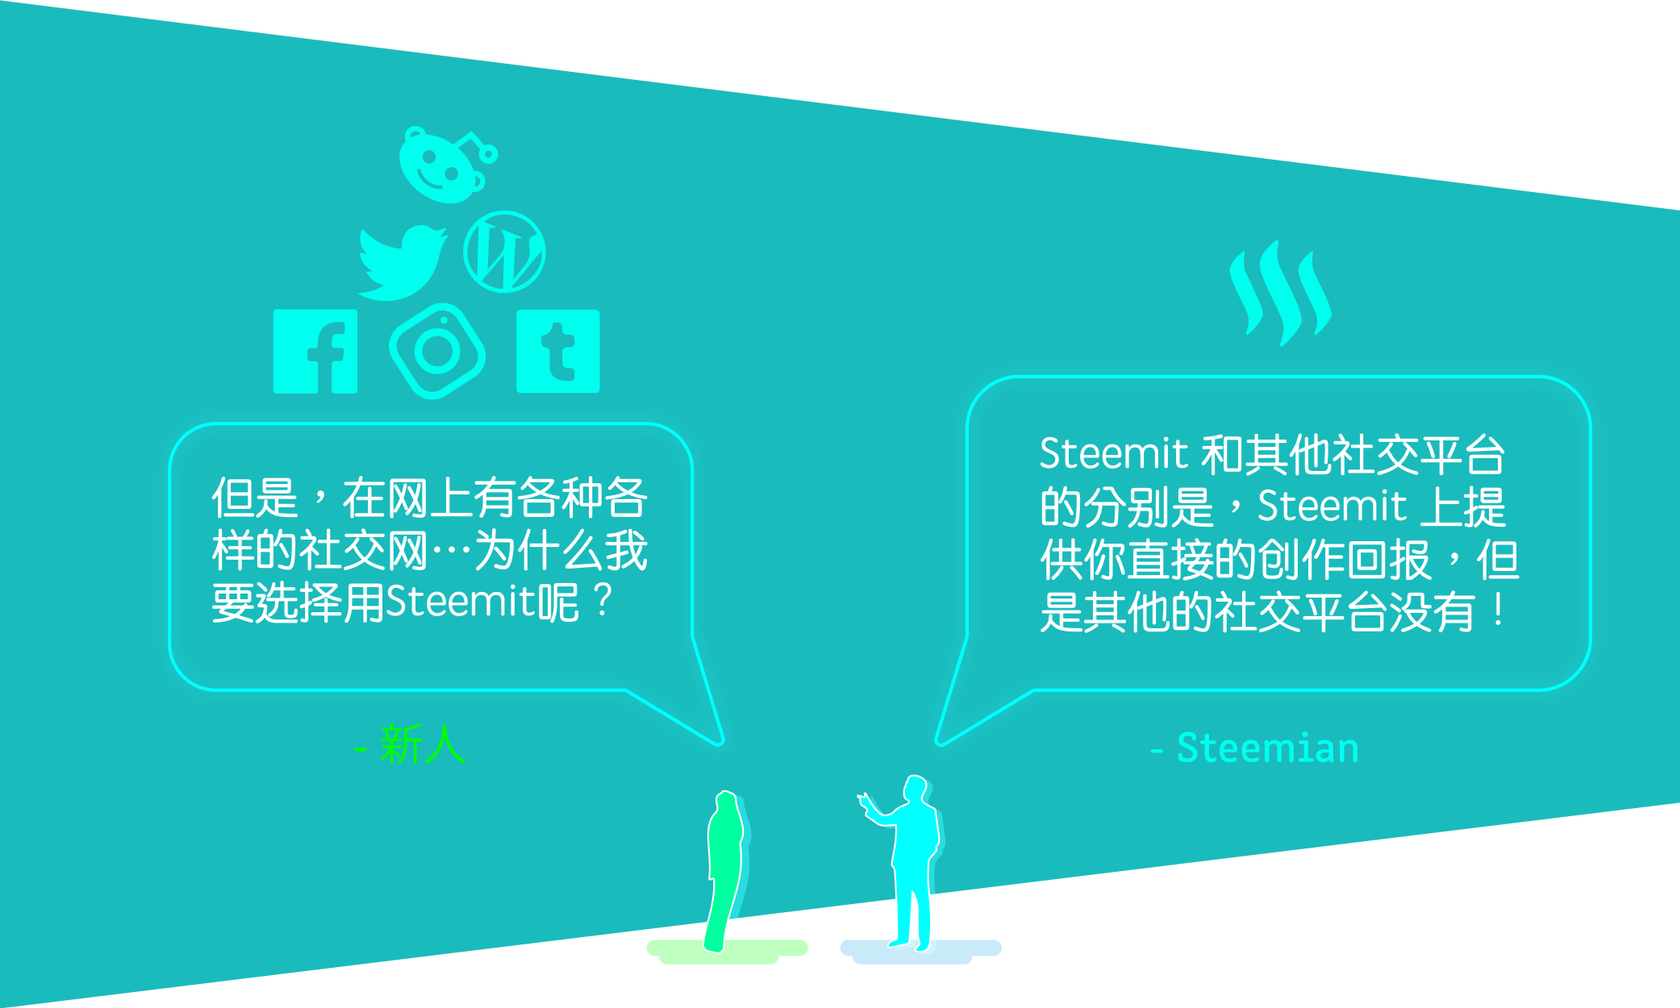 但是，在网上有各种各
样的社交网…为什么我
要选择用Steemit呢？
- 新人
Steemit 和其他社交平台
的分别是，Steemit 上提
供你直接的创作回报，但
是其他的社交平台没有！
- Steemian